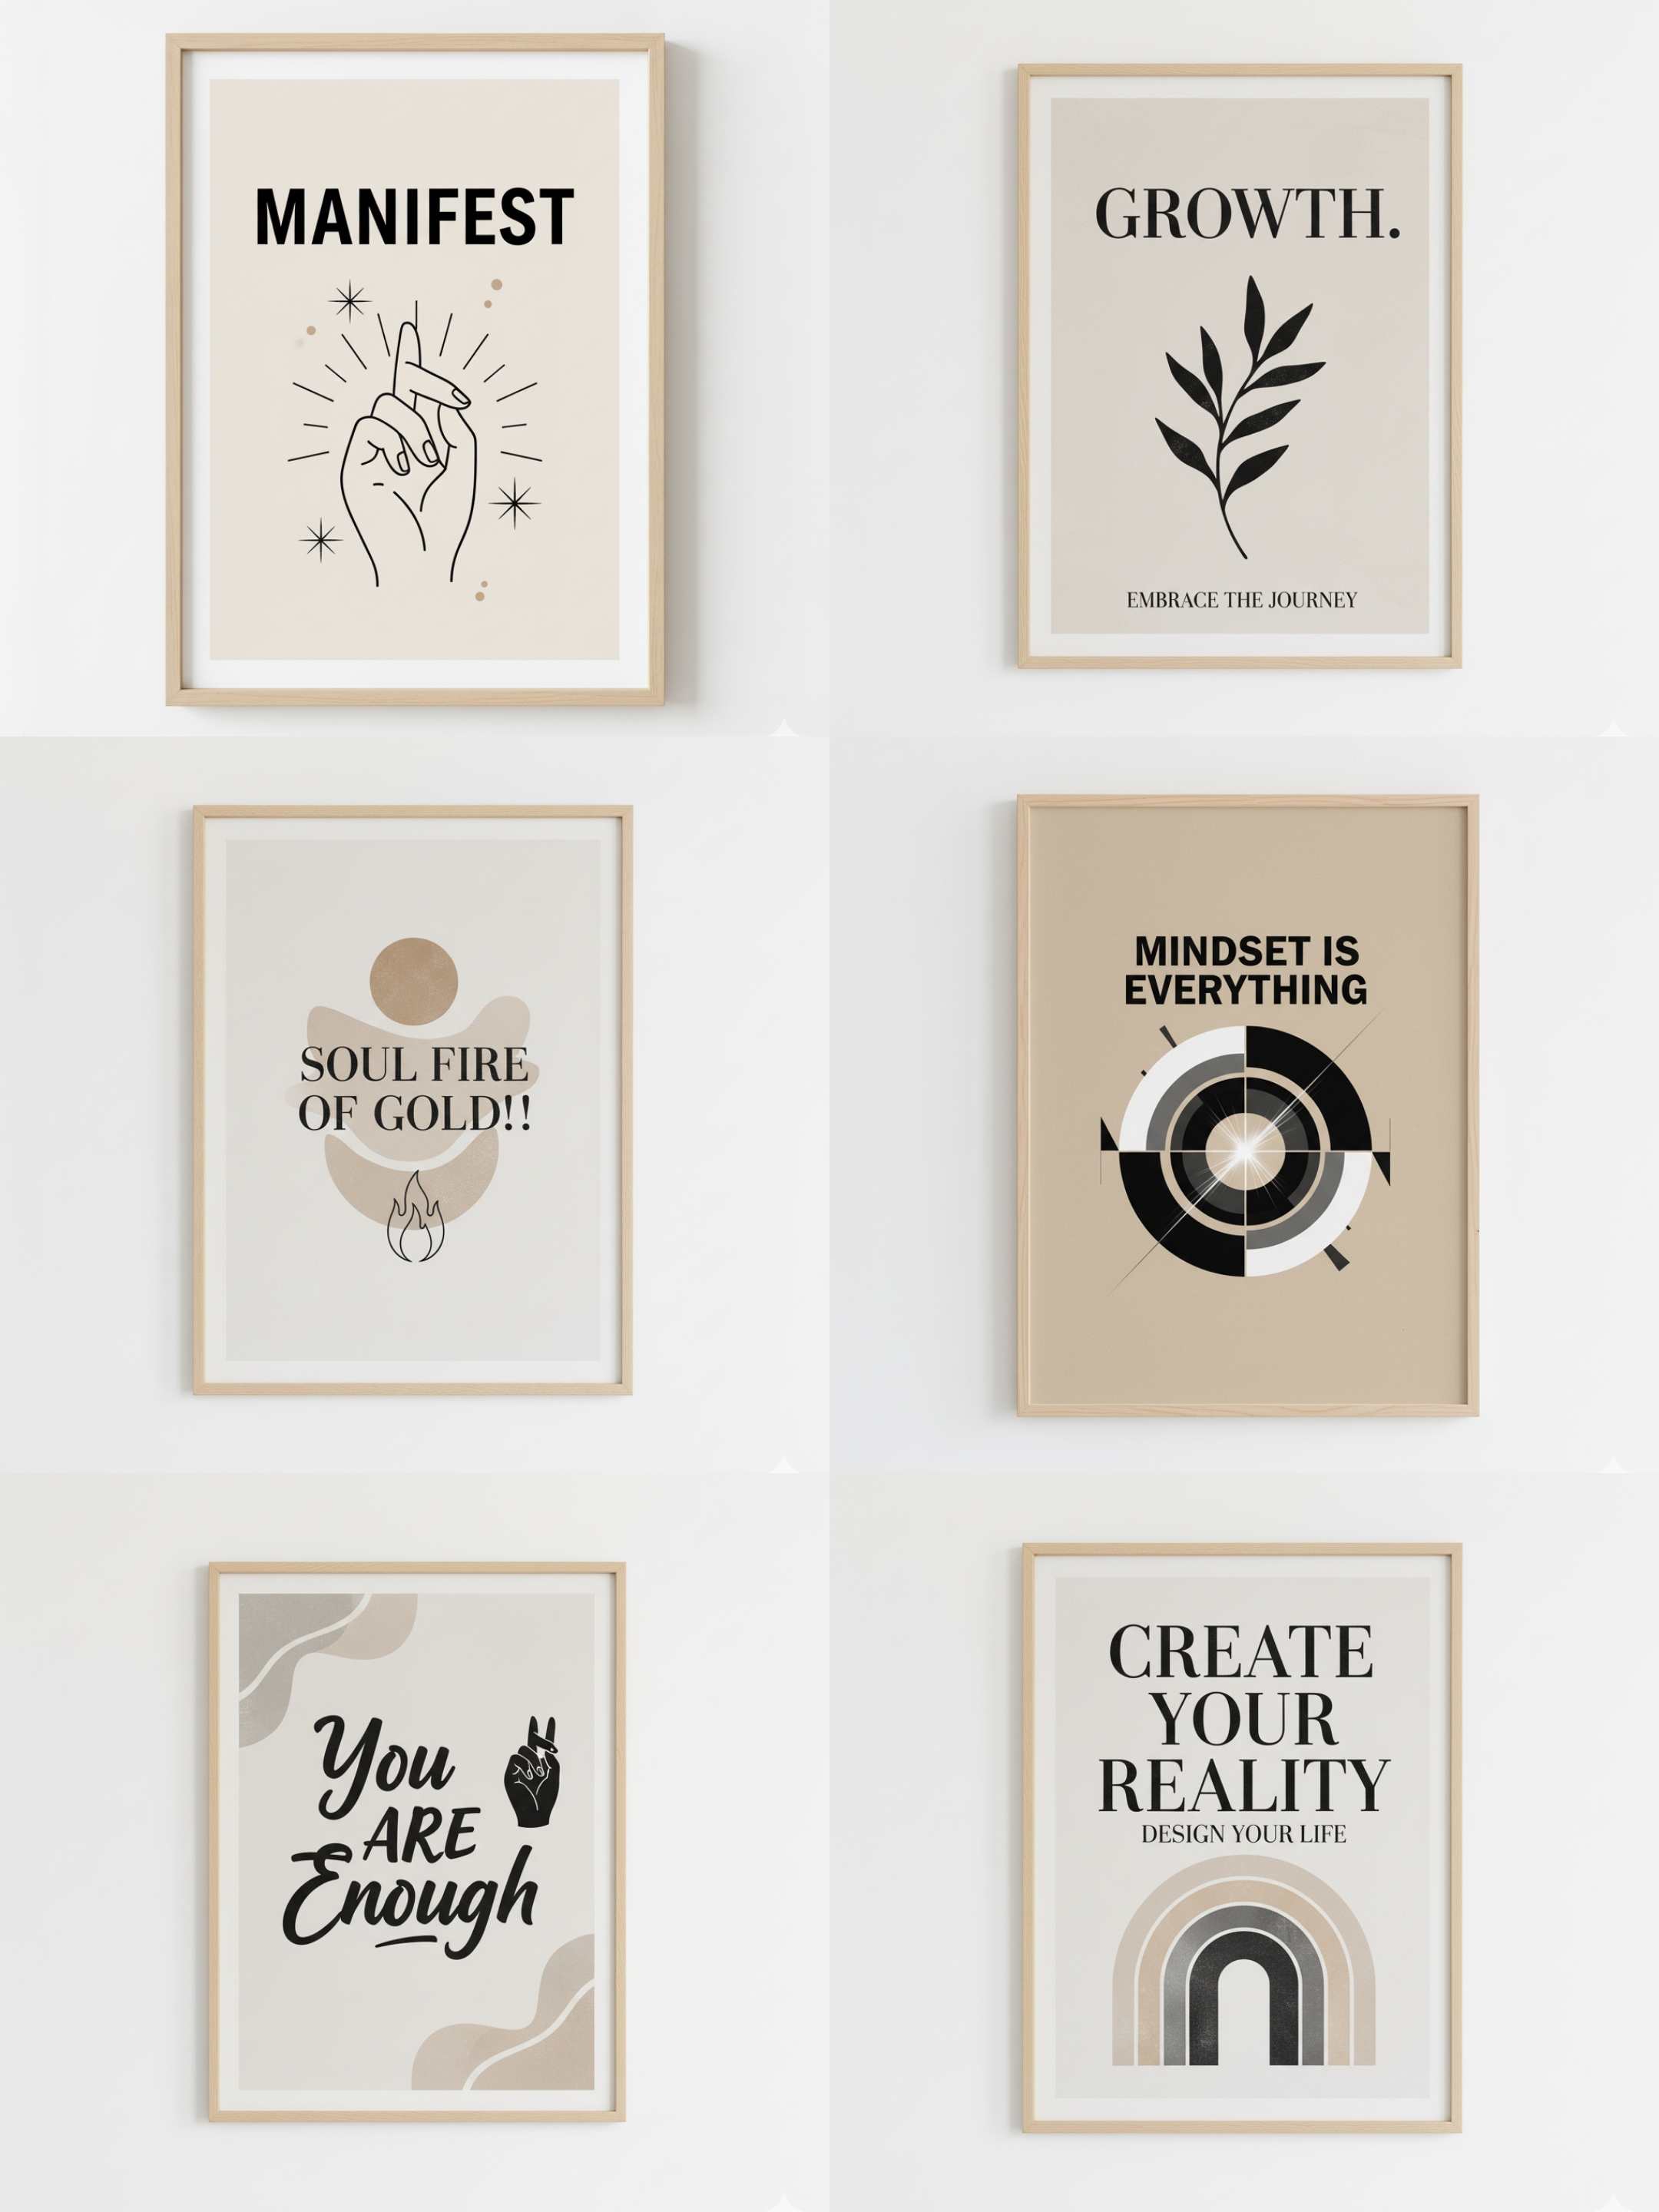 MANIFEST
GROWTH.
EMBRACE THE JOURNEY
SOUL FIRE
OF GOLD!!
MINDSET IS
EVERYTHING
You
ARE
Enough
CREATE
YOUR
REALITY
DESIGN YOUR LIFE